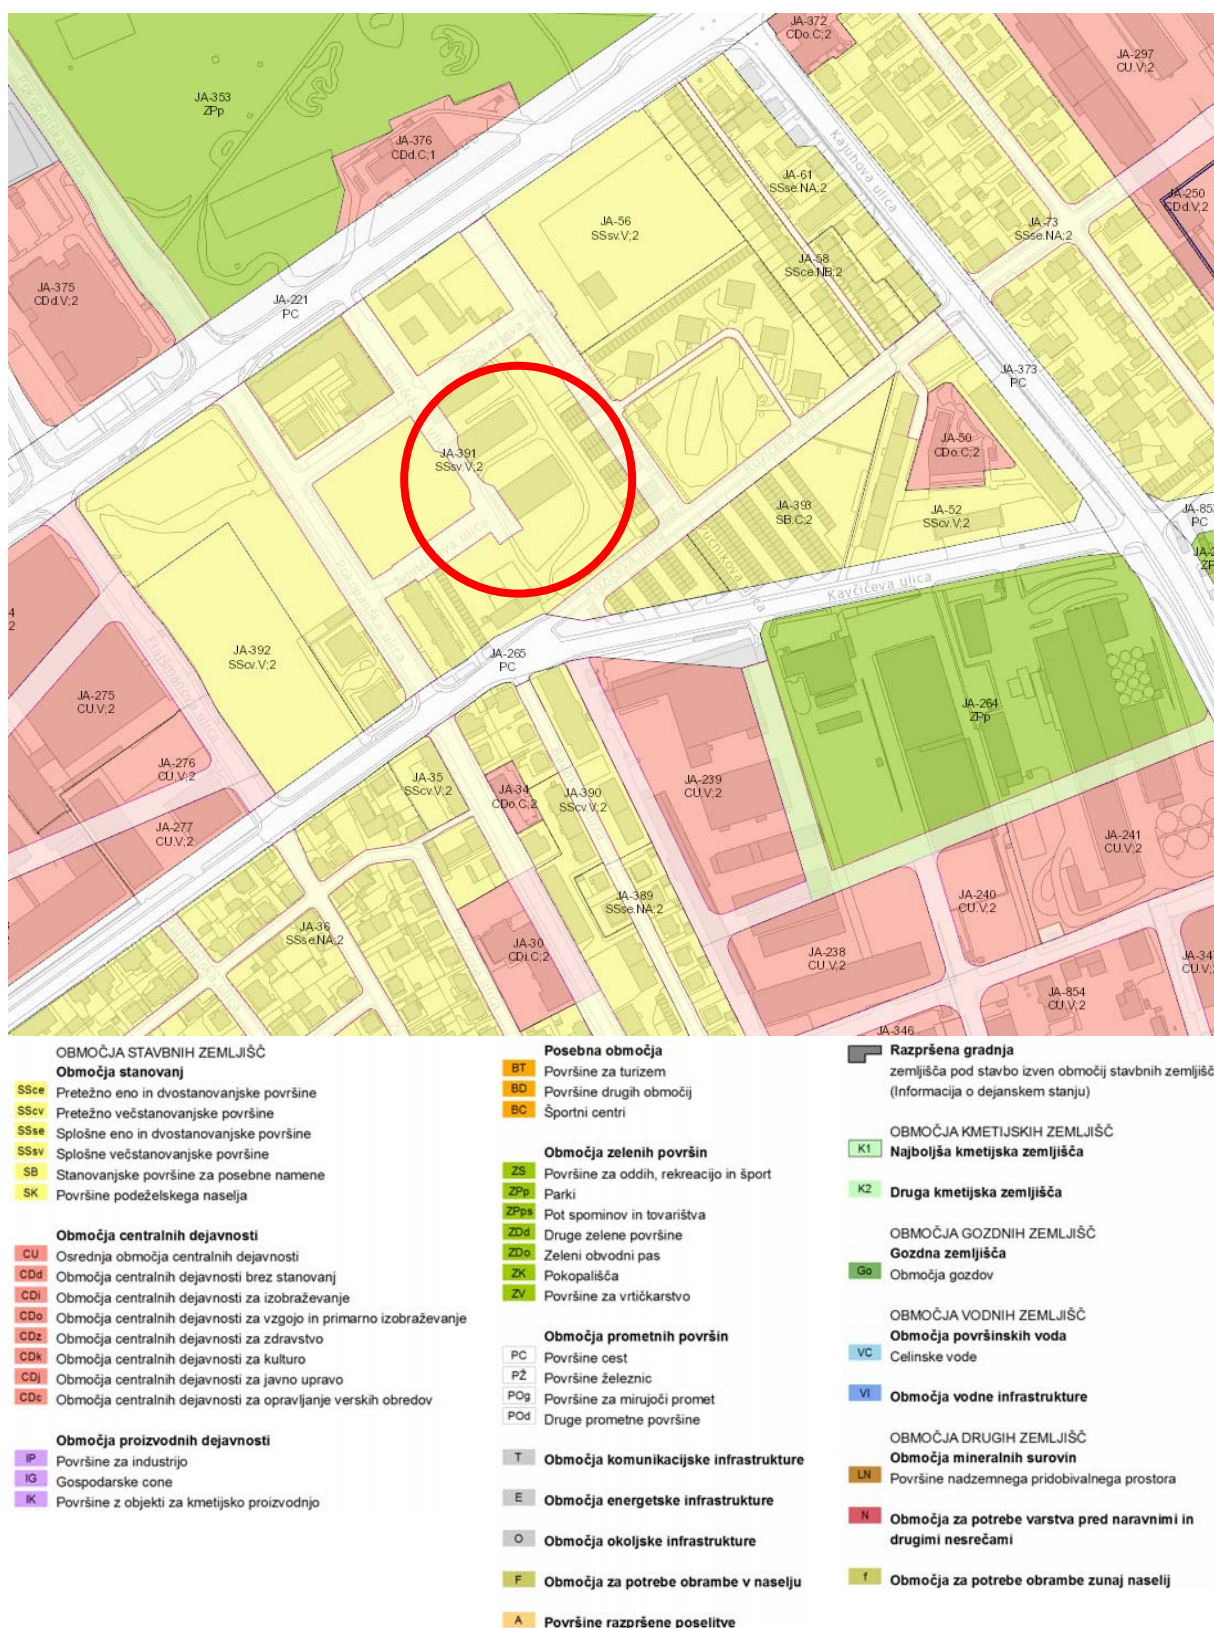 JA-372
CDo.C;2
JA-297
CU.V;2
JA-353
ZPp
JA-376
CDd.C;1
Kajuhova ulica
JA-61
SSse.NA;2
JA-250
CDd.V;2
JA-56
SSsv.V;2
JA-73
SSse.NA;2
JA-58
SSce.NB;2
JA-375
CDd.V;2
JA-221
PC
JA-373
PC
JA-391
SSsv.V;2
JA-50
CDo.C;2
JA-393
SB.C;2
JA-52
SScv.V;2
PC
Kavčičeva ulica
JA-392
SScv.V;2
JA-265
PC
JA-275
CU.V;2
JA-264
ZPp
JA-276
CU.V;2
JA-35
SScv.V;2
JA-34
CDo.C;2
JA-390
SScv.V;2
JA-239
CU.V;2
JA-277
CU.V;2
JA-241
CU.V;2
JA-389
SSse.NA;2
JA-240
CU.V;2
JA-36
SSse.NA;2
JA-30
CDi.C;2
JA-238
CU.V;2
JA-854
CU.V;2
JA-346
OBMOČJA STAVBNIH ZEMLJIŠČ
Območja stanovanj
SSce Pretežno eno in dvostanovanjske površine
SScv Pretežno večstanovanjske površine
SSse Splošne eno in dvostanovanjske površine
SSsv Splošne večstanovanjske površine
SB Stanovanjske površine za posebne namene
SK Površine podeželskega naselja
Območja centralnih dejavnosti
CU Osrednja območja centralnih dejavnosti
CDd Območja centralnih dejavnosti brez stanovanj
CDi Območja centralnih dejavnosti za izobraževanje
CDo Območja centralnih dejavnosti za vzgojo in primarno izobraževanje
CDz Območja centralnih dejavnosti za zdravstvo
CDk Območja centralnih dejavnosti za kulturo
CDj Območja centralnih dejavnosti za javno upravo
CDc Območja centralnih dejavnosti za opravljanje verskih obredov
Območja proizvodnih dejavnosti
IP Površine za industrijo
IG Gospodarske cone
IK Površine z objekti za kmetijsko proizvodnjo
Posebna območja
BT Površine za turizem
BD Površine drugih območij
BC Športni centri
Območja zelenih površin
ZS Površine za oddih, rekreacijo in šport
ZPp Parki
ZPps Pot spominov in tovarištva
ZDd Druge zelene površine
ZDo Zeleni obvodni pas
ZK Pokopališča
ZV Površine za vrtičkarstvo
Območja prometnih površin
PC Površine cest
PŽ Površine železnic
POg Površine za mirujoči promet
POd Druge prometne površine
T Območja komunikacijske infrastrukture
E Območja energetske infrastrukture
O Območja okoljske infrastrukture
F Območja za potrebe obrambe v naselju
A Površine razpršene poselitve
Razpršena gradnja
zemljišča pod stavbo izven območij stavbnih zemljišč
(Informacija o dejanskem stanju)
OBMOČJA KMETIJSKIH ZEMLJIŠČ
K1 Najboljša kmetijska zemljišča
K2 Druga kmetijska zemljišča
OBMOČJA GOZDNIH ZEMLJIŠČ
Gozdna zemljišča
Go Območja gozdov
OBMOČJA VODNIH ZEMLJIŠČ
Območja površinskih voda
VC Celinske vode
VI Območja vodne infrastrukture
OBMOČJA DRUGIH ZEMLJIŠČ
Območja mineralnih surovin
LN Površine nadzemnega pridobivalnega prostora
N Območja za potrebe varstva pred naravnimi in
drugimi nesrečami
f Območja za potrebe obrambe zunaj naselij